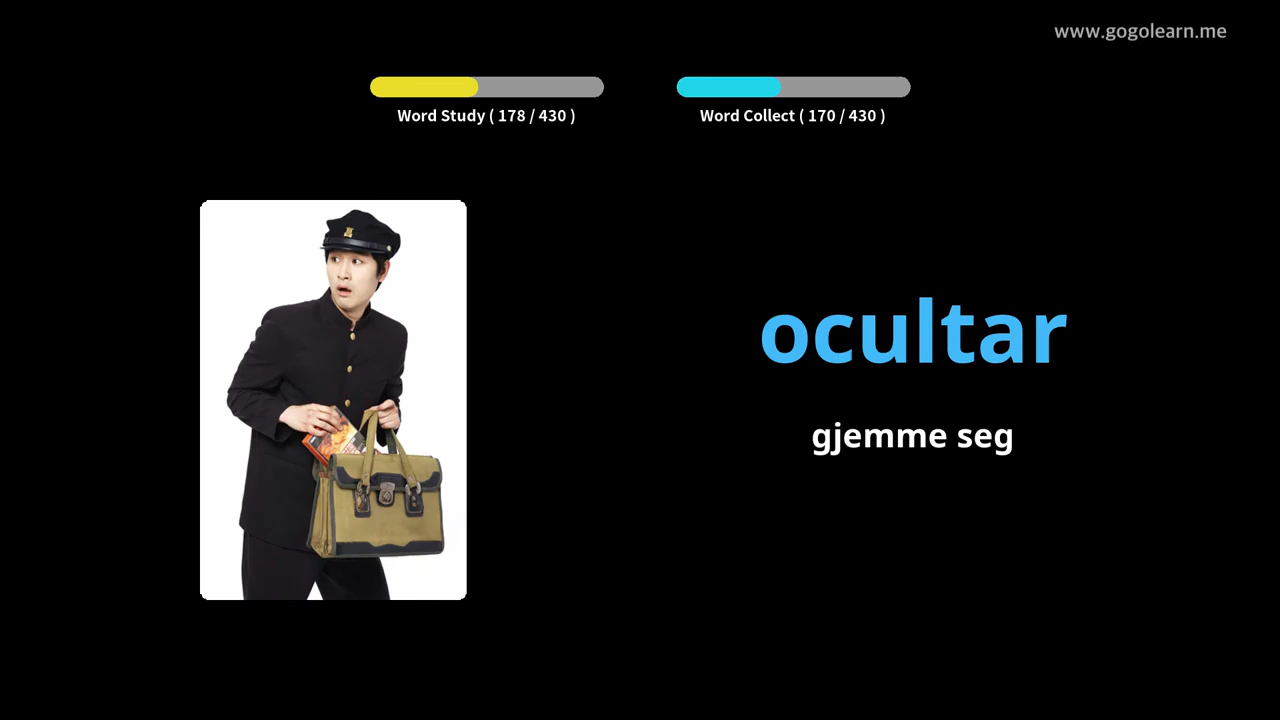 www.gogolearn.me
Word Study ( 178 / 430 )
Word Collect ( 170 / 430 )
ocultar
gjemme seg